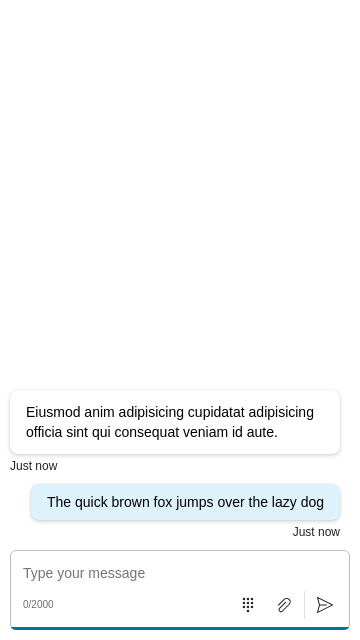 Eiusmod anim adipisicing cupidatat adipisicing
officia sint qui consequat veniam id aute.
Just now
The quick brown fox jumps over the lazy dog
Just now
Type your message
0/2000